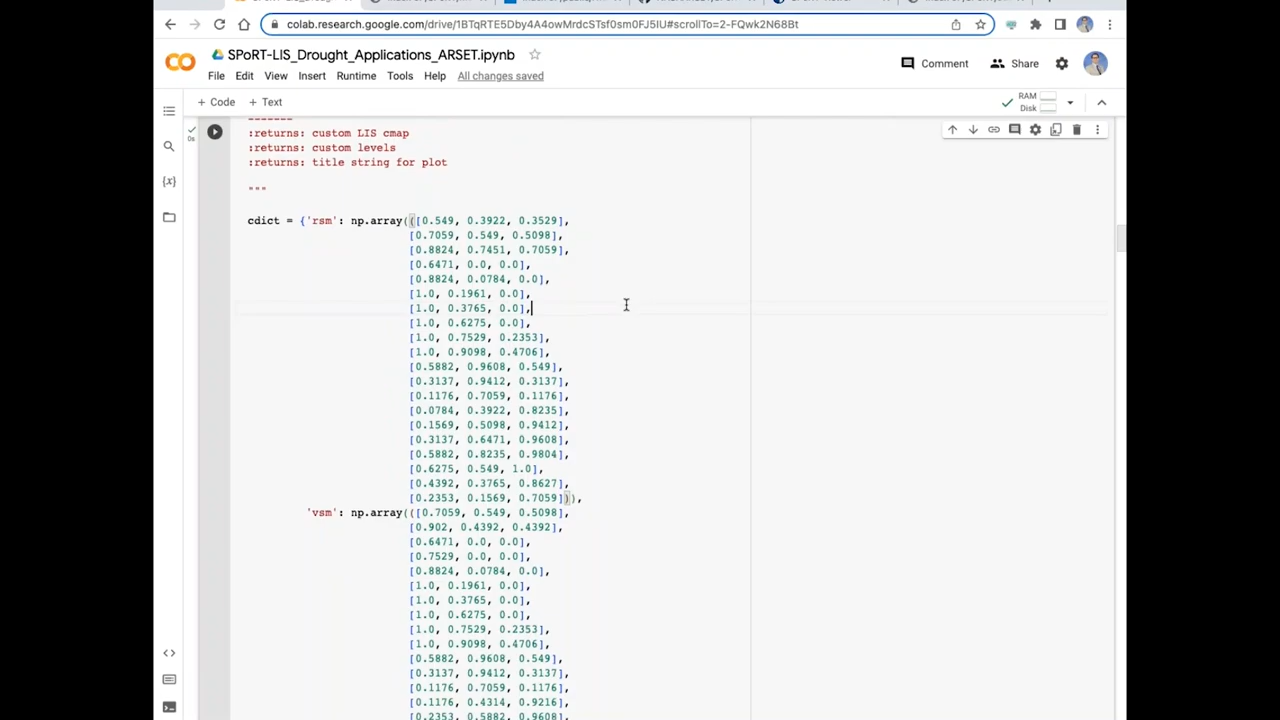 colab.research.google.com/drive/1BTqRTE5Dby4A4owMrdcSTsf0sm0FJ5IU#scrollTo=2-FQwk2N68Bt
SPoRT-LIS_Drought_Applications_ARSET.ipynb
Comment
Share
File Edit View Insert Runtime Tools Help All changes saved
+ Code + Text
RAM
Disk
0s
:returns: custom LIS cmap
:returns: custom levels
:returns: title string for plot
"""
cdict = {'rsm': np.array(([0.549, 0.3922, 0.3529],
[0.7059, 0.549, 0.5098],
[0.8824, 0.7451, 0.7059],
[0.6471, 0.0, 0.0],
[0.8824, 0.0784, 0.0],
[1.0, 0.1961, 0.0],
[1.0, 0.3765, 0.0],
[1.0, 0.6275, 0.0],
[1.0, 0.7529, 0.2353],
[1.0, 0.9098, 0.4706],
[0.5882, 0.9608, 0.549],
[0.3137, 0.9412, 0.3137],
[0.1176, 0.7059, 0.1176],
[0.0784, 0.3922, 0.8235],
[0.1569, 0.5098, 0.9412],
[0.3137, 0.6471, 0.9608],
[0.5882, 0.8235, 0.9804],
[0.6275, 0.549, 1.0],
[0.4392, 0.3765, 0.8627],
[0.2353, 0.1569, 0.7059])),
'vsm': np.array(([0.7059, 0.549, 0.5098],
[0.902, 0.4392, 0.4392],
[0.6471, 0.0, 0.0],
[0.7529, 0.0, 0.0],
[0.8824, 0.0784, 0.0],
[1.0, 0.1961, 0.0],
[1.0, 0.3765, 0.0],
[1.0, 0.6275, 0.0],
[1.0, 0.7529, 0.2353],
[1.0, 0.9098, 0.4706],
[0.5882, 0.9608, 0.549],
[0.3137, 0.9412, 0.3137],
[0.1176, 0.7059, 0.1176],
[0.1176, 0.4314, 0.9216],
[0.2353, 0.5882, 0.9608],